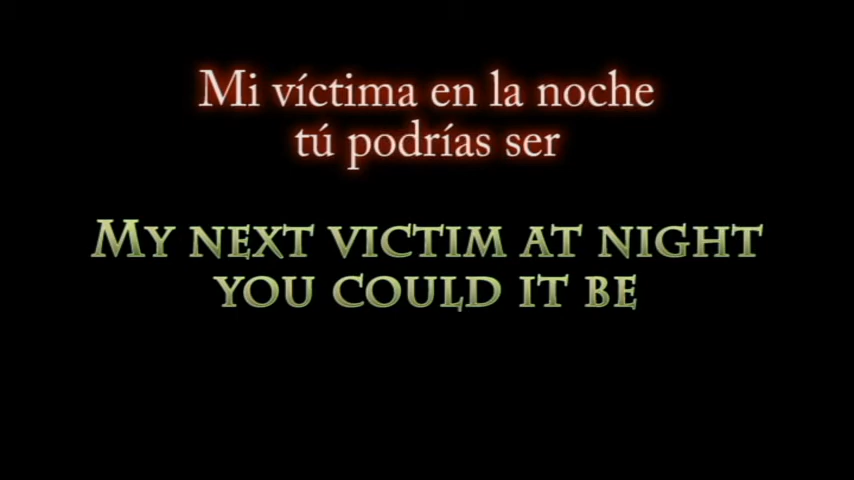 Mi víctima en la noche
tú podrías ser
MY NEXT VICTIM AT NIGHT
YOU COULD IT BE